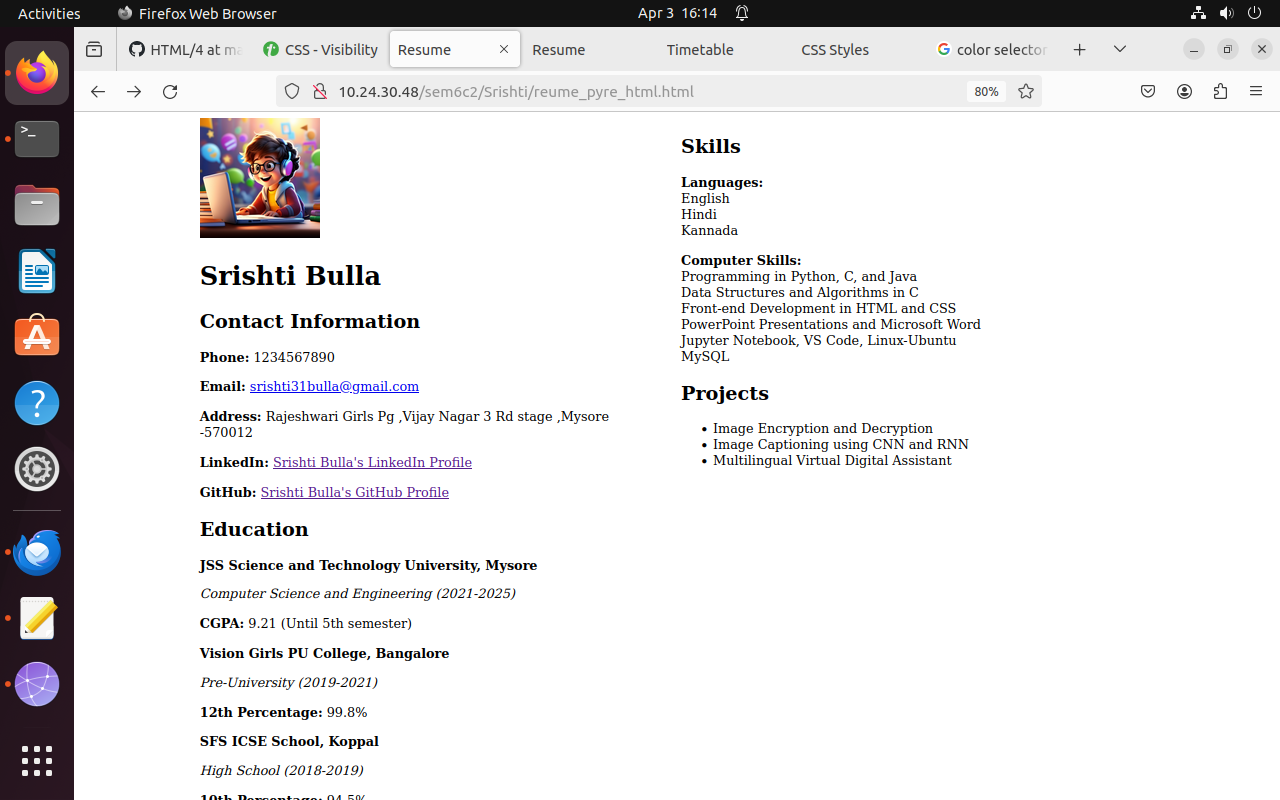 Activities
Firefox Web Browser
Apr 3 16:14
HTML/4 at ma
CSS - Visibility
Resume
Resume
Timetable
CSS Styles
color selector
10.24.30.48/sem6c2/Srishti/reume_pyre_html.html
80%
Srishti Bulla
Contact Information
Phone: 1234567890
Email: srishti31bulla@gmail.com
Address: Rajeshwari Girls Pg ,Vijay Nagar 3 Rd stage ,Mysore
-570012
LinkedIn: Srishti Bulla's LinkedIn Profile
GitHub: Srishti Bulla's GitHub Profile
Education
JSS Science and Technology University, Mysore
Computer Science and Engineering (2021-2025)
CGPA: 9.21 (Until 5th semester)
Vision Girls PU College, Bangalore
Pre-University (2019-2021)
12th Percentage: 99.8%
SFS ICSE School, Koppal
High School (2018-2019)
10th Percentage: 94.5%
Skills
Languages:
English
Hindi
Kannada
Computer Skills:
Programming in Python, C, and Java
Data Structures and Algorithms in C
Front-end Development in HTML and CSS
PowerPoint Presentations and Microsoft Word
Jupyter Notebook, VS Code, Linux-Ubuntu
MySQL
Projects
• Image Encryption and Decryption
• Image Captioning using CNN and RNN
• Multilingual Virtual Digital Assistant